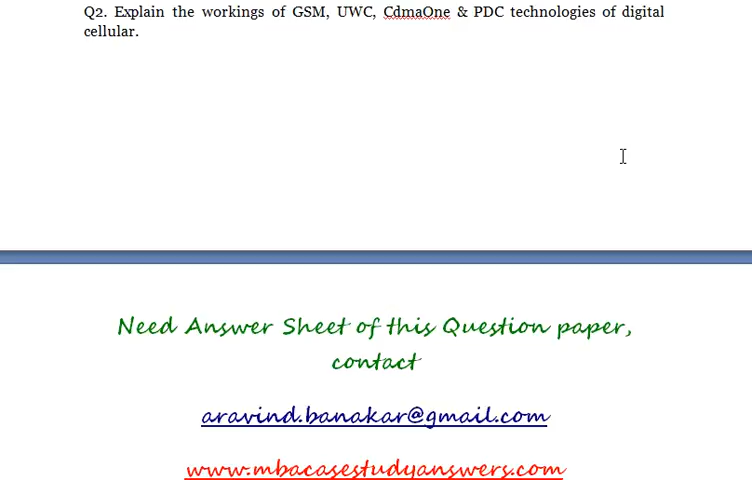 Q2. Explain the workings of GSM, UWC, CdmaOne & PDC technologies of digital
cellular.
Need Answer Sheet of this Question paper,
contact
aravind.banakar@gmail.com
www.mbacasestudyanswers.com